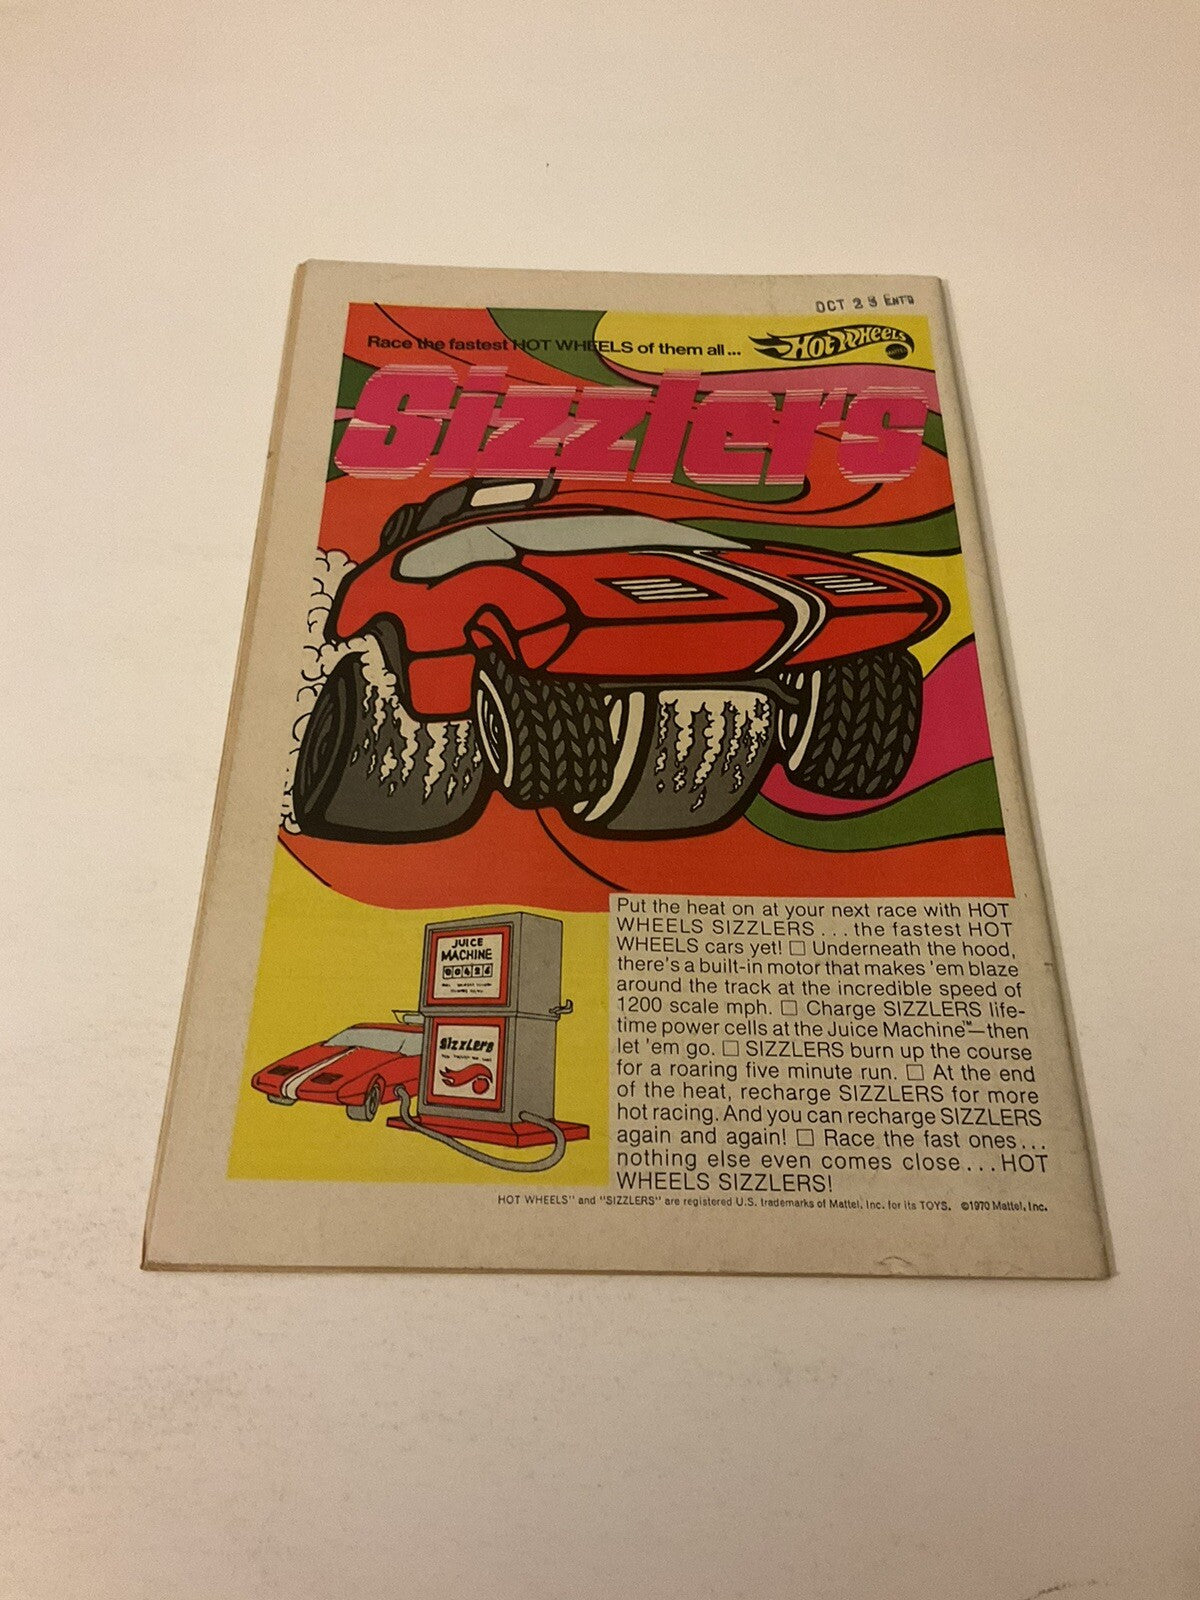 OCT 25 ENT'D
Race the fastest HOT WHEELS of them all...
HOT WHEELS
MATTEL
Sizzlers
Put the heat on at your next race with HOT
WHEELS SIZZLERS...the fastest HOT
WHEELS cars yet! □ Underneath the hood,
there's a built-in motor that makes 'em blaze
around the track at the incredible speed of
1200 scale mph. □ Charge SIZZLERS life-
time power cells at the Juice Machine™—then
let 'em go. □ SIZZLERS burn up the course
for a roaring five minute run. □ At the end
of the heat, recharge SIZZLERS for more
hot racing. And you can recharge SIZZLERS
again and again! □ Race the fast ones...
nothing else even comes close...HOT
WHEELS SIZZLERS!
JUICE
MACHINE
00426
SIZZLERS
HOT WHEELS" and "SIZZLERS" are registered U.S. trademarks of Mattel, Inc. for its TOYS. ©1970 Mattel, Inc.